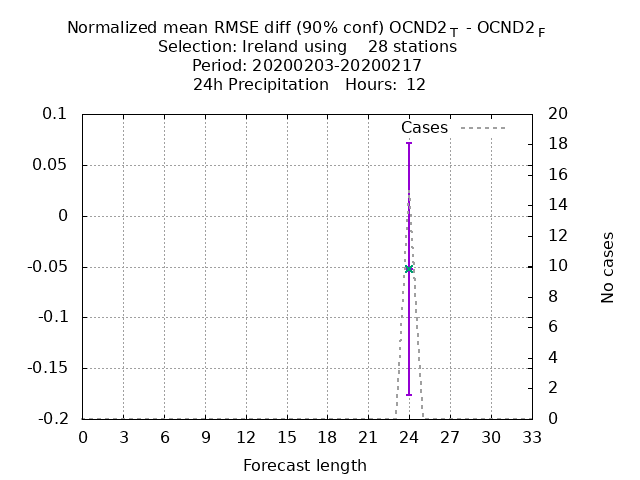 Normalized mean RMSE diff (90% conf) OCND2 T - OCND2 F
Selection: Ireland using 28 stations
Period: 20200203-20200217
24h Precipitation Hours: 12
Cases
0.1
0.05
0
-0.05
-0.1
-0.15
-0.2
20
18
16
14
12
10
8
6
4
2
0
No cases
0 3 6 9 12 15 18 21 24 27 30 33
Forecast length